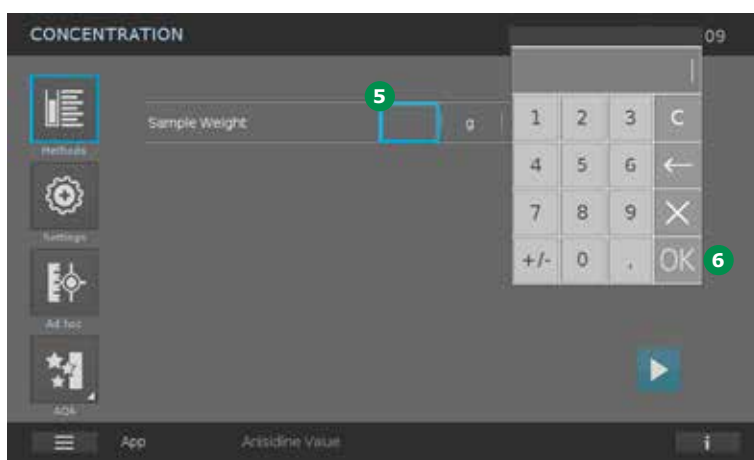 CONCENTRATION
09
5
Sample Weight
g
1 2 3 C
4 5 6
7 8 9
+/- 0 . OK
6
Methods
Settings
Ad hoc
AQA
App
Anisidine Value
i